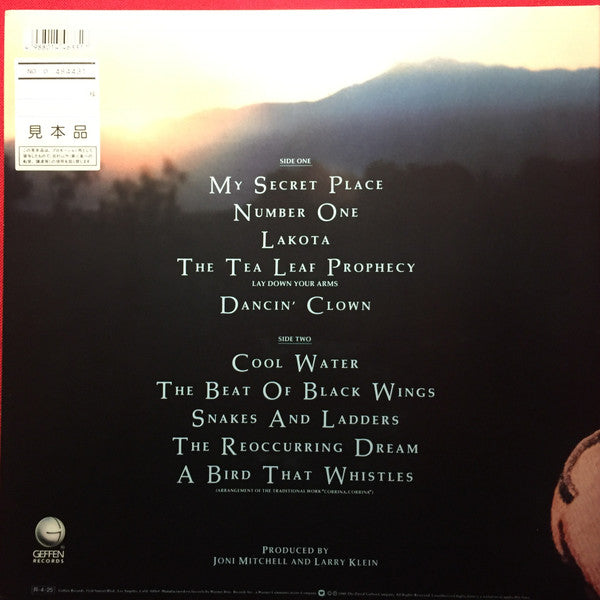 見本品
SIDE ONE
MY SECRET PLACE
NUMBER ONE
LAKOTA
THE TEA LEAF PROPHECY
LAY DOWN YOUR ARMS
DANCIN' CLOWN
SIDE TWO
COOL WATER
THE BEAT OF BLACK WINGS
SNAKES AND LADDERS
THE REOCCURRING DREAM
A BIRD THAT WHISTLES
(ARRANGEMENT OF THE TRADITIONAL WORK "CORRINA, CORRINA")
PRODUCED BY
JONI MITCHELL AND LARRY KLEIN
GEFFEN
RECORDS